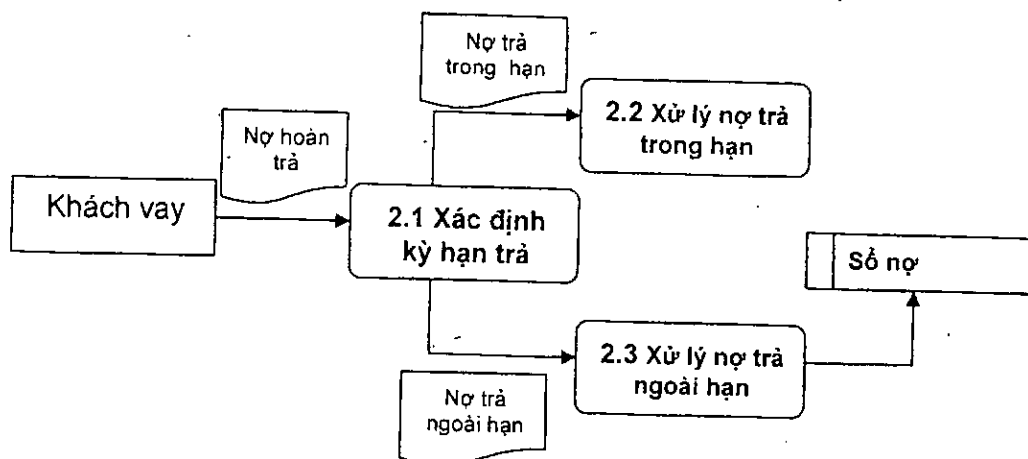 Nợ trả
trong hạn
2.2 Xử lý nợ trả
trong hạn
Nợ hoàn
trả
Khách vay
2.1 Xác định
kỳ hạn trả
Sổ nợ
2.3 Xử lý nợ trả
ngoài hạn
Nợ trả
ngoài hạn